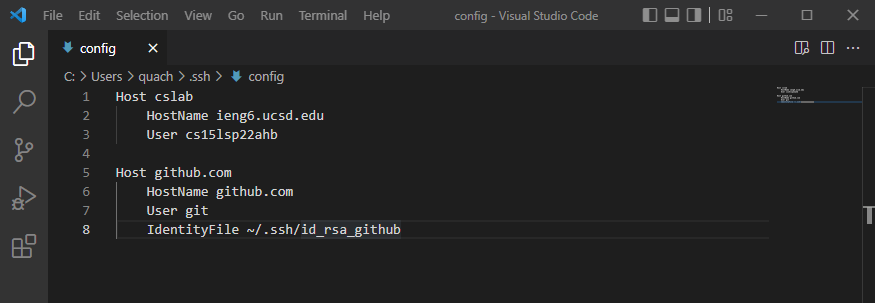 File Edit Selection View Go Run Terminal Help config - Visual Studio Code
config
C: > Users > quach > .ssh > config
1 Host cslab
2 HostName ieng6.ucsd.edu
3 User cs15lsp22ahb
4
5 Host github.com
6 HostName github.com
7 User git
8 IdentityFile ~/.ssh/id_rsa_github